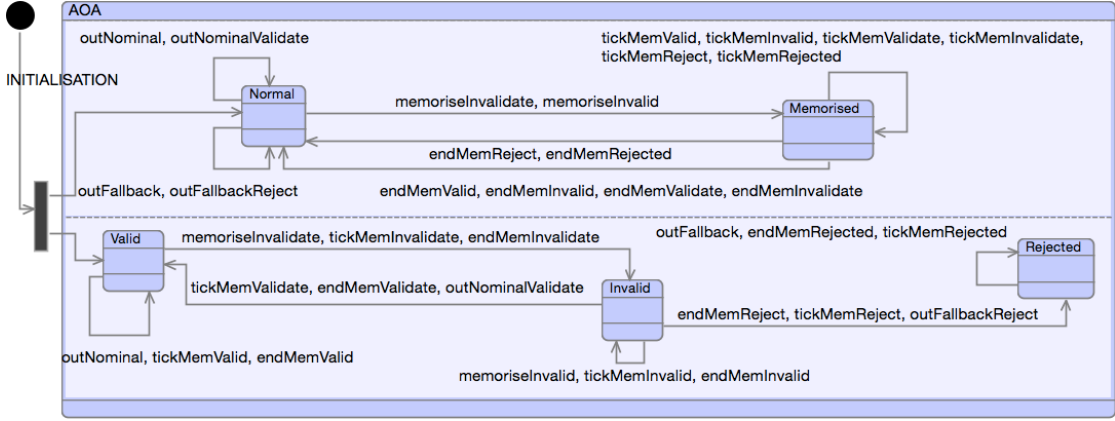 AOA
outNominal, outNominalValidate
tickMemValid, tickMemInvalid, tickMemValidate, tickMemInvalidate,
tickMemReject, tickMemRejected
INITIALISATION
Normal
memoriseInvalidate, memoriseInvalid
Memorised
endMemReject, endMemRejected
outFallback, outFallbackReject
endMemValid, endMemInvalid, endMemValidate, endMemInvalidate
Valid
memoriseInvalidate, tickMemInvalidate, endMemInvalidate
outFallback, endMemRejected, tickMemRejected
Rejected
tickMemValidate, endMemValidate, outNominalValidate
Invalid
endMemReject, tickMemReject, outFallbackReject
outNominal, tickMemValid, endMemValid
memoriseInvalid, tickMemInvalid, endMemInvalid